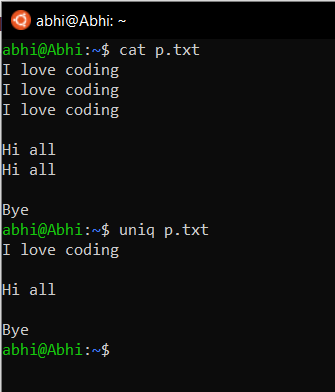 abhi@Abhi: ~
abhi@Abhi:~$ cat p.txt
I love coding
I love coding
I love coding

Hi all
Hi all

Bye
abhi@Abhi:~$ uniq p.txt
I love coding

Hi all

Bye
abhi@Abhi:~$